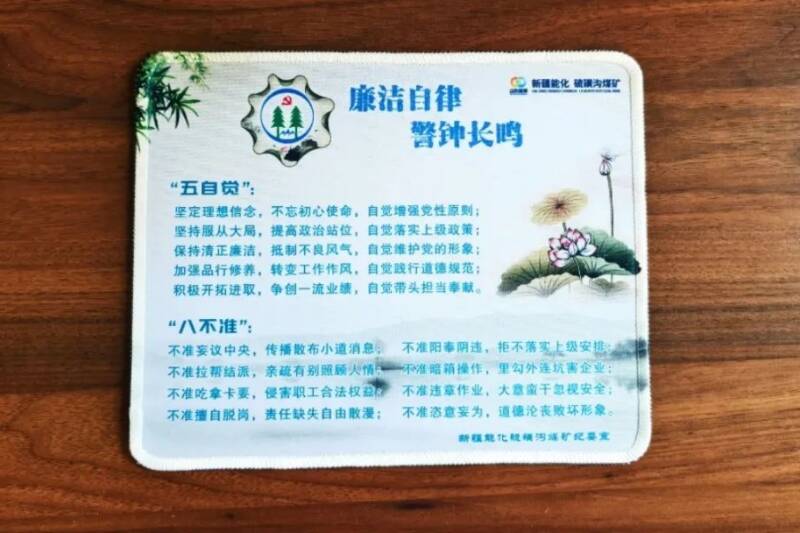 新疆能化 硫磺沟煤矿
廉洁自律
警钟长鸣
“五自觉”：
坚定理想信念，不忘初心使命，自觉增强党性原则；
坚持服从大局，提高政治站位，自觉落实上级政策；
保持清正廉洁，抵制不良风气，自觉维护党的形象；
加强品行修养，转变工作作风，自觉践行道德规范；
积极开拓进取，争创一流业绩，自觉带头担当奉献。
“八不准”：
不准妄议中央，传播散布小道消息； 不准阳奉阴违，拒不落实上级安排；
不准拉帮结派，亲疏有别照顾人情； 不准暗箱操作，里勾外连坑害企业；
不准吃拿卡要，侵害职工合法权益； 不准违章作业，大意蛮干忽视安全；
不准擅自脱岗，责任缺失自由散漫； 不准恣意妄为，道德沦丧败坏形象。
新疆能化硫磺沟煤矿纪委宣